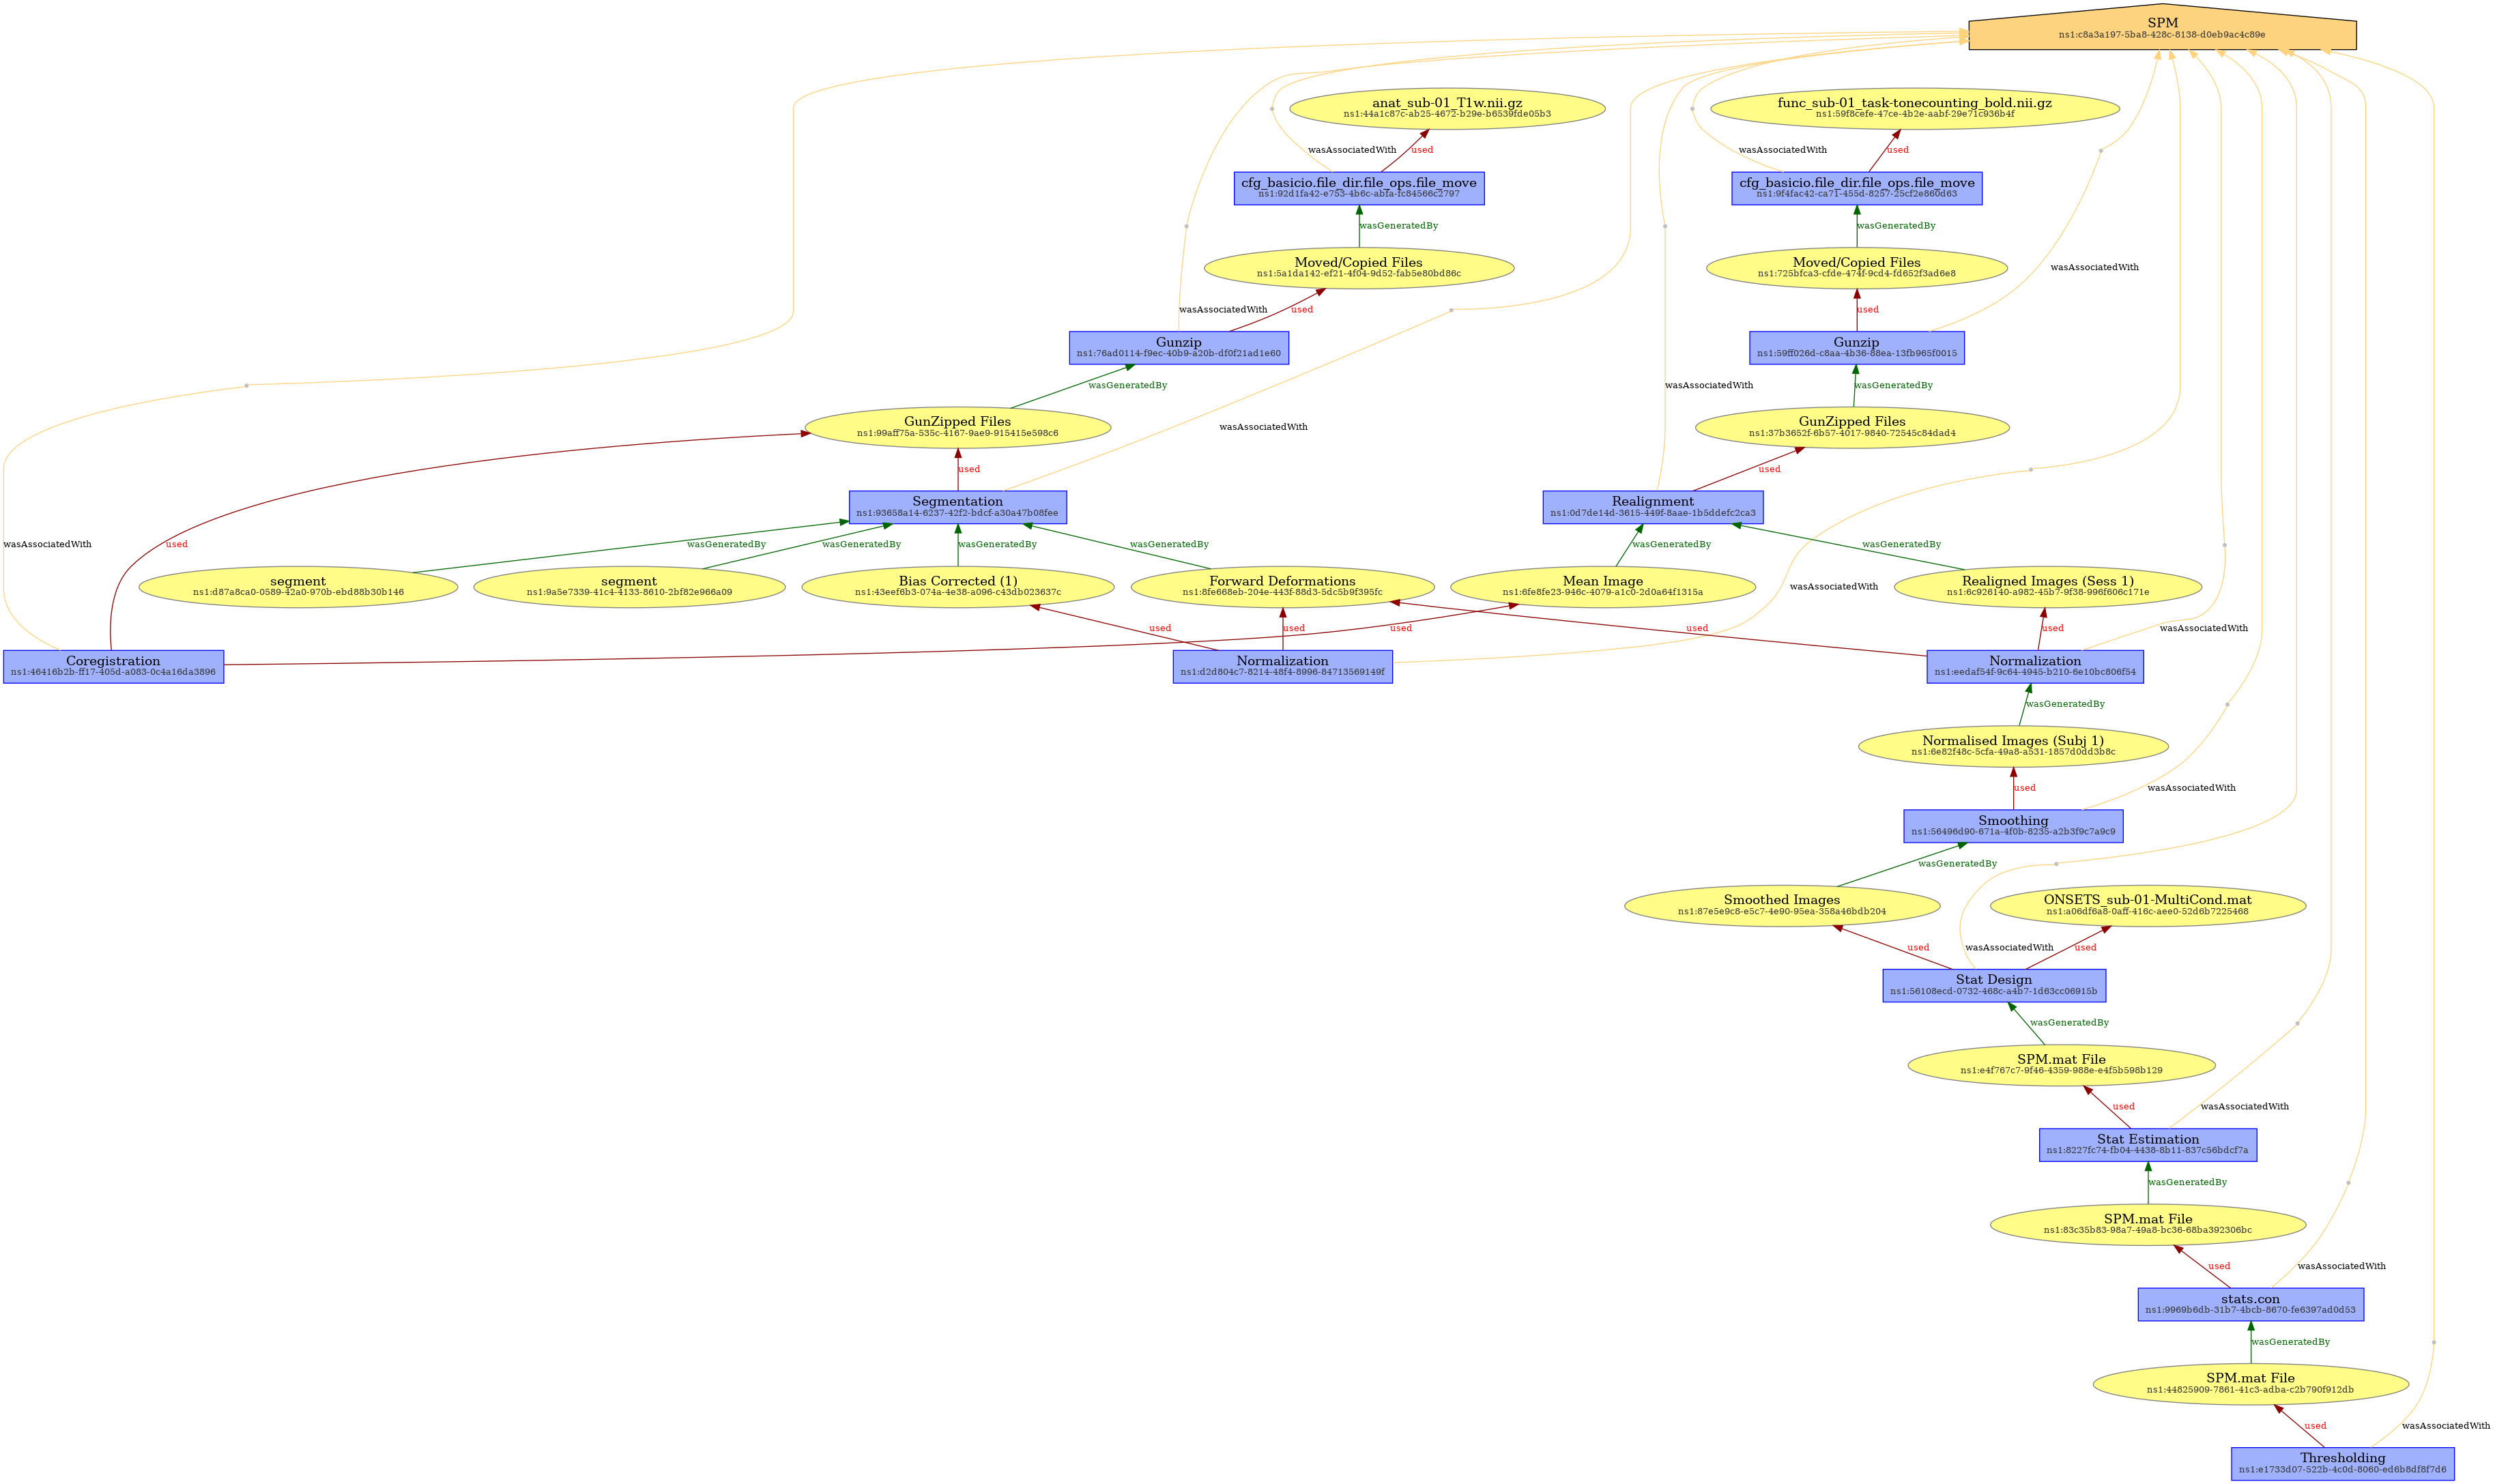 SPM
ns1:c8a3a197-5ba8-428c-8138-d0eb9ac4c89e
anat_sub-01_T1w.nii.gz
ns1:44a1c87c-ab25-4672-b29e-b6539fde05b3
func_sub-01_task-tonecounting_bold.nii.gz
ns1:59f8cefe-47ce-4b2e-aabf-29e71c936b4f
wasAssociatedWith
used
wasAssociatedWith
used
cfg_basicio.file_dir.file_ops.file_move
ns1:92d1fa42-e753-4b6c-abfa-fc84566c2797
cfg_basicio.file_dir.file_ops.file_move
ns1:9f4fac42-ca71-455d-8257-25cf2e860d63
wasGeneratedBy
wasGeneratedBy
Moved/Copied Files
ns1:5a1da142-ef21-4f04-9d52-fab5e80bd86c
Moved/Copied Files
ns1:725bfca3-cfde-474f-9cd4-fd652f3ad6e8
wasAssociatedWith
wasAssociatedWith
used
used
Gunzip
ns1:76ad0114-f9ec-40b9-a20b-df0f21ad1e60
Gunzip
ns1:59ff026d-c8aa-4b36-88ea-13fb965f0015
wasGeneratedBy
wasAssociatedWith
wasGeneratedBy
GunZipped Files
ns1:99aff75a-535c-4167-9ae9-915415e598c6
wasAssociatedWith
GunZipped Files
ns1:37b3652f-6b57-4017-9840-72545c84dad4
used
used
Segmentation
ns1:93658a14-6237-42f2-bdcf-a30a47b08fee
Realignment
ns1:0d7de14d-3615-449f-8aae-1b5ddefc2ca3
wasAssociatedWith
used
wasGeneratedBy
wasGeneratedBy
wasGeneratedBy
wasGeneratedBy
wasGeneratedBy
wasGeneratedBy
segment
ns1:d87a8ca0-0589-42a0-970b-ebd88b30b146
segment
ns1:9a5e7339-41c4-4133-8610-2bf82e966a09
Bias Corrected (1)
ns1:43eef6b3-074a-4e38-a096-c43db023637c
Forward Deformations
ns1:8fe668eb-204e-443f-88d3-5dc5b9f395fc
Mean Image
ns1:6fe8fe23-946c-4079-a1c0-2d0a64f1315a
wasAssociatedWith
Realigned Images (Sess 1)
ns1:6c926140-a982-45b7-9f38-996f606c171e
used
used
used
used
used
wasAssociatedWith
Coregistration
ns1:46416b2b-ff17-405d-a083-0c4a16da3896
Normalization
ns1:d2d804c7-8214-48f4-8996-84713569149f
Normalization
ns1:eedaf54f-9c64-4945-b210-6e10bc806f54
wasGeneratedBy
Normalised Images (Subj 1)
ns1:6e82f48c-5cfa-49a8-a531-1857d0dd3b8c
used
wasAssociatedWith
Smoothing
ns1:56496d90-671a-4f0b-8235-a2b3f9c7a9c9
wasGeneratedBy
Smoothed Images
ns1:87e5e9c8-e5c7-4e90-95ea-358a46bdb204
ONSETS_sub-01-MultiCond.mat
ns1:a06df6a8-0aff-416c-aee0-52d6b7225468
used
wasAssociatedWith
used
Stat Design
ns1:56108ecd-0732-468c-a4b7-1d63cc06915b
wasGeneratedBy
SPM.mat File
ns1:e4f767c7-9f46-4359-988e-e4f5b598b129
used
wasAssociatedWith
Stat Estimation
ns1:8227fc74-fb04-4438-8b11-837c56bdcf7a
wasGeneratedBy
SPM.mat File
ns1:83c35b83-98a7-49a8-bc36-68ba392306bc
used
wasAssociatedWith
stats.con
ns1:9969b6db-31b7-4bcb-8670-fe6397ad0d53
wasGeneratedBy
SPM.mat File
ns1:44825909-7861-41c3-adba-c2b790f912db
used
wasAssociatedWith
Thresholding
ns1:e1733d07-522b-4c0d-8060-ed6b8df8f7d6